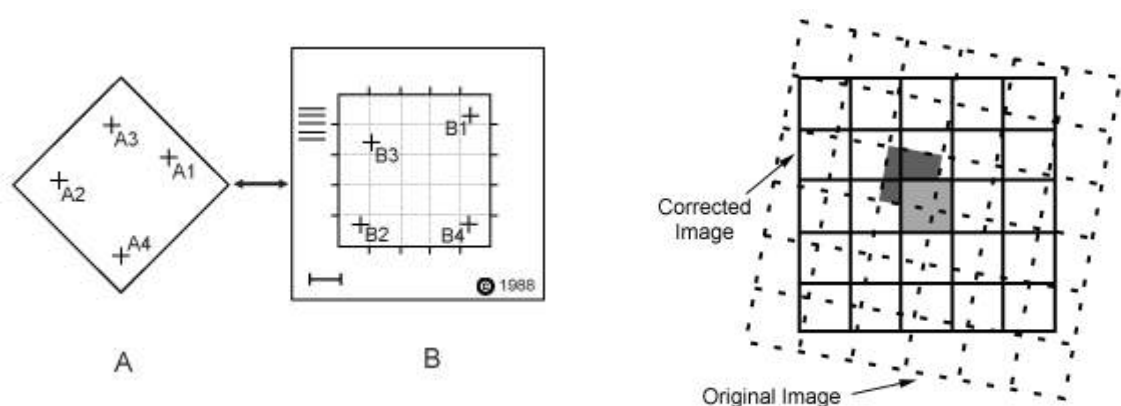 A3
A1
A2
A4
A
B1
B3
B2
B4
© 1988
B
Corrected
Image
Original Image